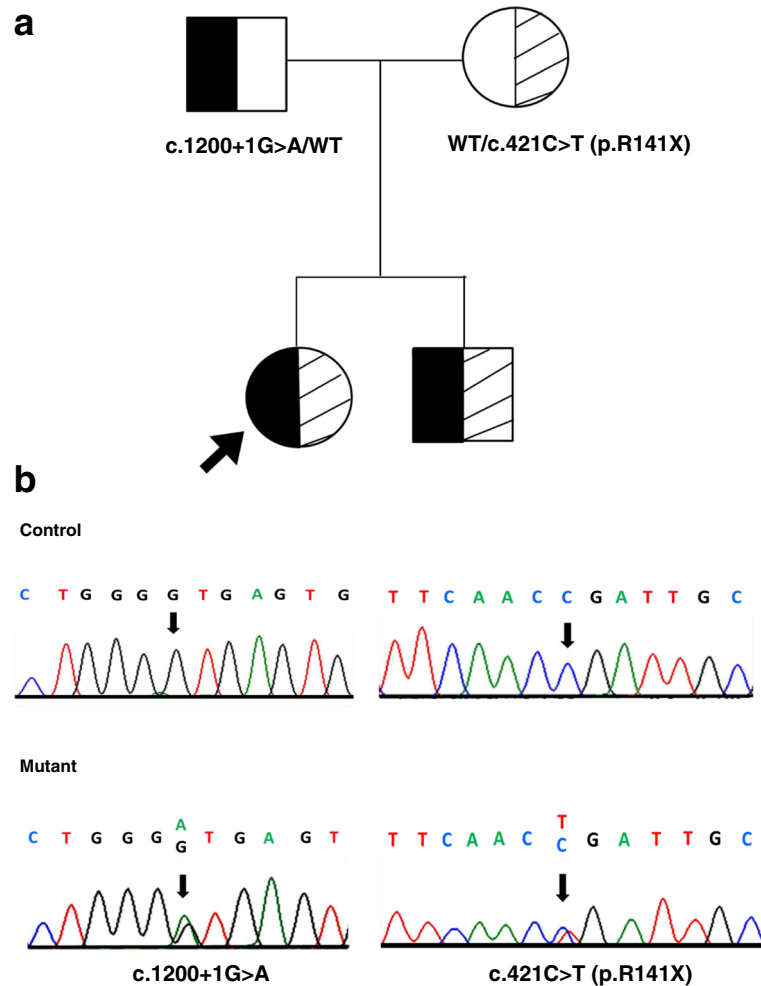 a
c.1200+1G>A/WT
WT/c.421C>T (p.R141X)
b
Control
C T G G G G T G A G T G
T T C A A C C G A T T G C
Mutant
C T G G G A/G T G A G T
T T C A A C T/C G A T T G C
c.1200+1G>A
c.421C>T (p.R141X)